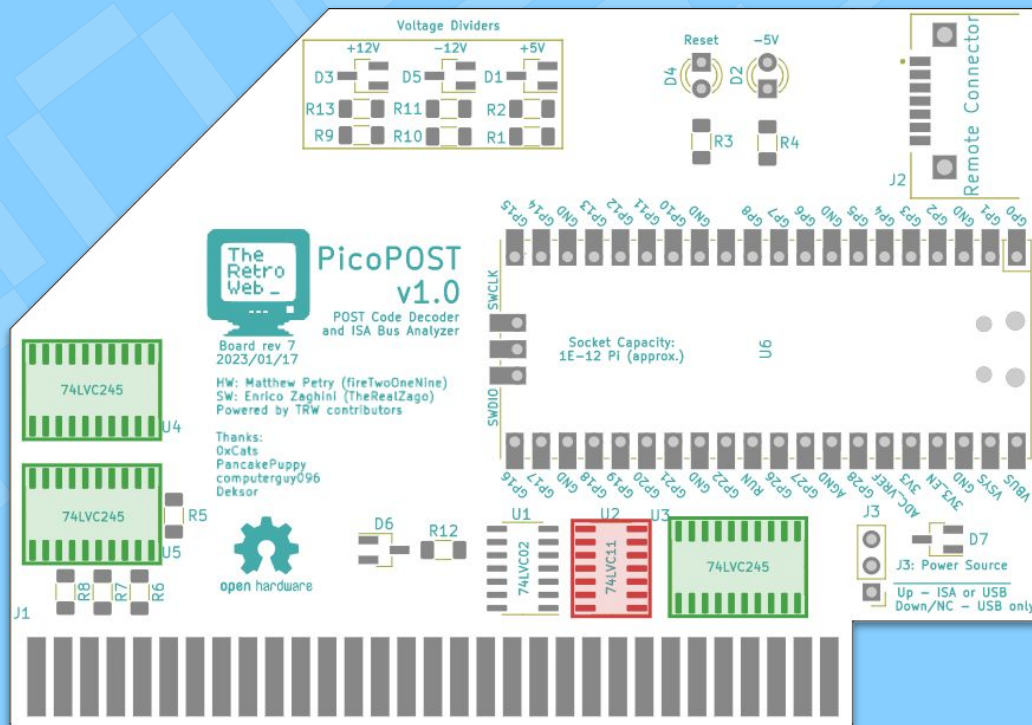 Voltage Dividers
+12V -12V +5V
D3 D5 D1
R13 R11 R2
R9 R10 R1
Reset -5V
D4 D2
R3 R4
Remote Connector
J2
GP15 GP14 GND GP13 GP12 GP11 GP10 GND GP8 GP7 GP6 GND GP5 GP4 GP3 GP2 GND GP1 GP0
The
Retro
Web _
PicoPOST
v1.0
POST Code Decoder
and ISA Bus Analyzer
Board rev 7
2023/01/17
HW: Matthew Petry (fireTwoOneNine)
SW: Enrico Zaghini (TheRealZago)
Powered by TRW contributors
Thanks:
0xCats
PancakePuppy
computerguy096
Deksor
SWCLK
SWDIO
Socket Capacity:
1E-12 Pi (approx.)
U6
GP16 GP17 GND GP18 GP19 GP20 GP21 GND GP22 RUN GP26 GP27 AGND GP28 ADC_VREF 3V3 3V3_EN GND VSYS VBUS
74LVC245
U4
74LVC245
U5
R5
R8 R7 R6
J1
open hardware
D6 R12
U1
74LVC02
U2
74LVC11
U3
74LVC245
J3
D7
J3: Power Source
Up - ISA or USB
Down/NC - USB only